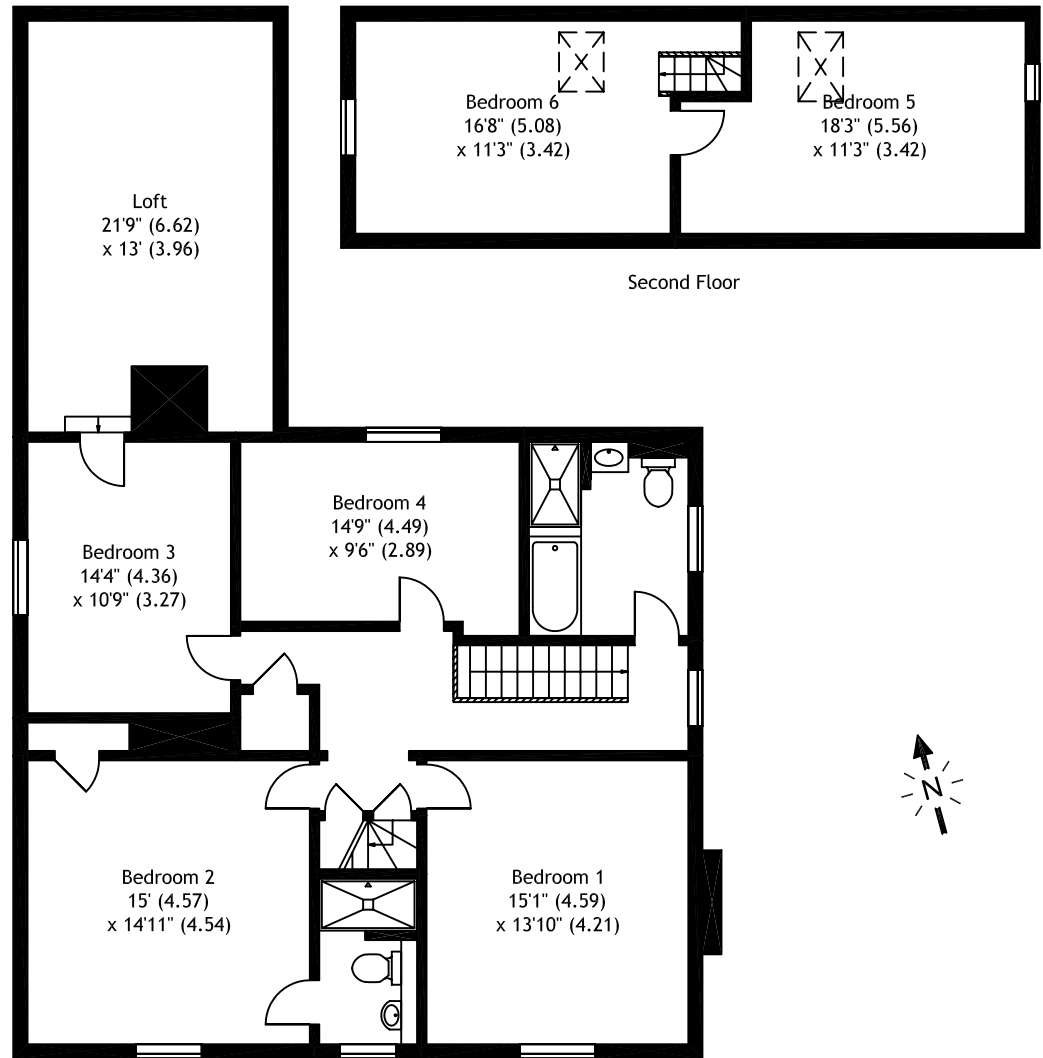 Loft
21'9" (6.62)
x 13' (3.96)
Bedroom 6
16'8" (5.08)
x 11'3" (3.42)
Bedroom 5
18'3" (5.56)
x 11'3" (3.42)
Second Floor
Bedroom 3
14'4" (4.36)
x 10'9" (3.27)
Bedroom 4
14'9" (4.49)
x 9'6" (2.89)
N
Bedroom 2
15' (4.57)
x 14'11" (4.54)
Bedroom 1
15'1" (4.59)
x 13'10" (4.21)